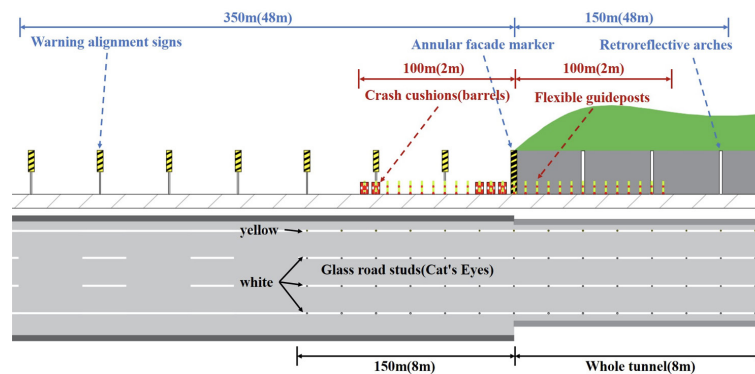 350m(48m)
150m(48m)
Warning alignment signs
Annular facade marker
Retroreflective arches
100m(2m)
100m(2m)
Crash cushions(barrels)
Flexible guideposts
yellow
Glass road studs(Cat's Eyes)
white
150m(8m)
Whole tunnel(8m)